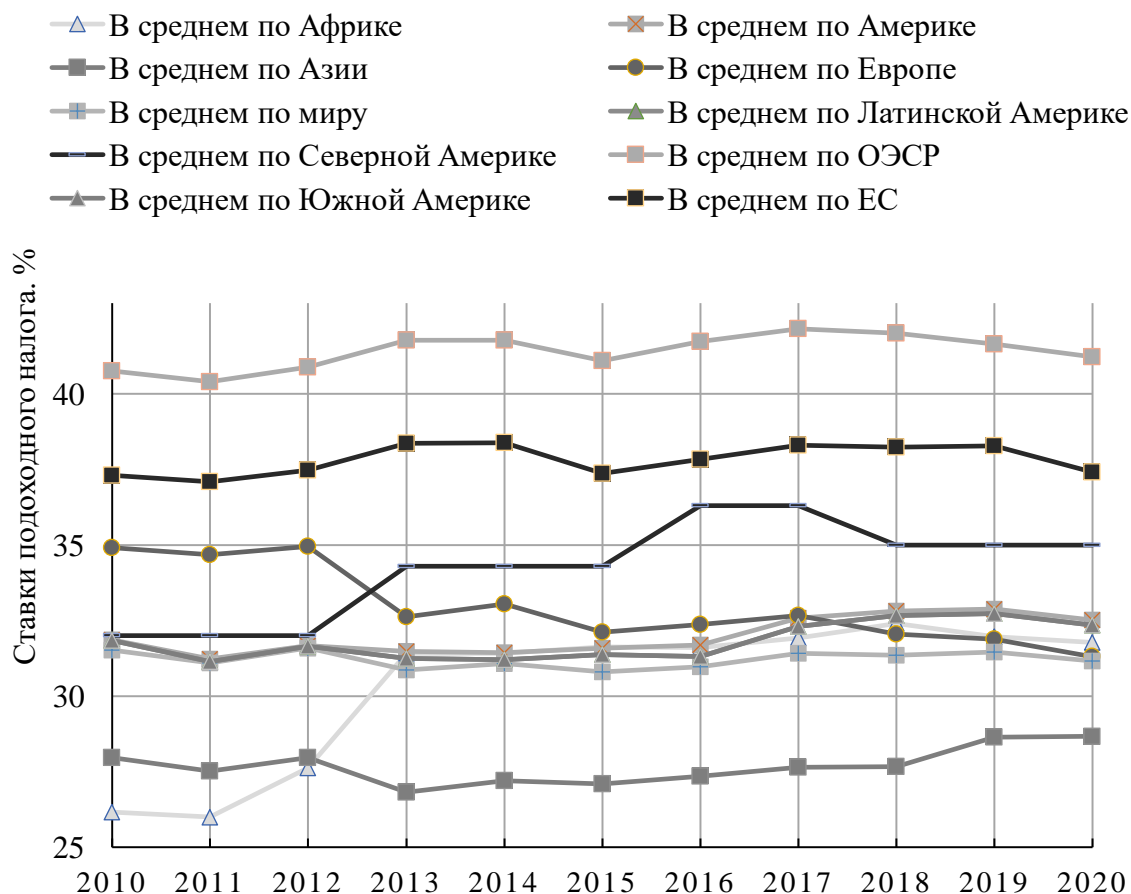 В среднем по Африке
В среднем по Америке
В среднем по Азии
В среднем по Европе
В среднем по миру
В среднем по Латинской Америке
В среднем по Северной Америке
В среднем по ОЭСР
В среднем по Южной Америке
В среднем по ЕС
Ставки подоходного налога. %
40
35
30
25
2010 2011 2012 2013 2014 2015 2016 2017 2018 2019 2020